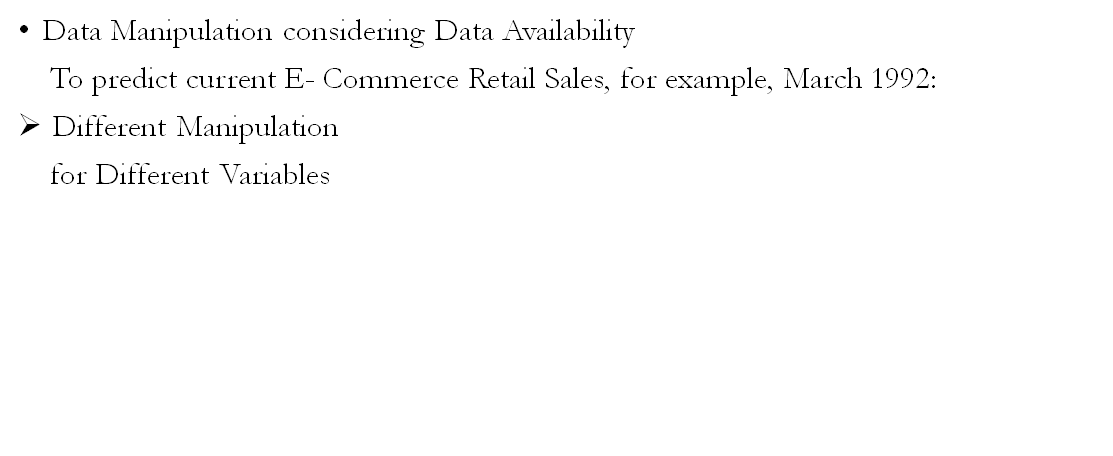 • Data Manipulation considering Data Availability
To predict current E- Commerce Retail Sales, for example, March 1992:
➢ Different Manipulation
for Different Variables